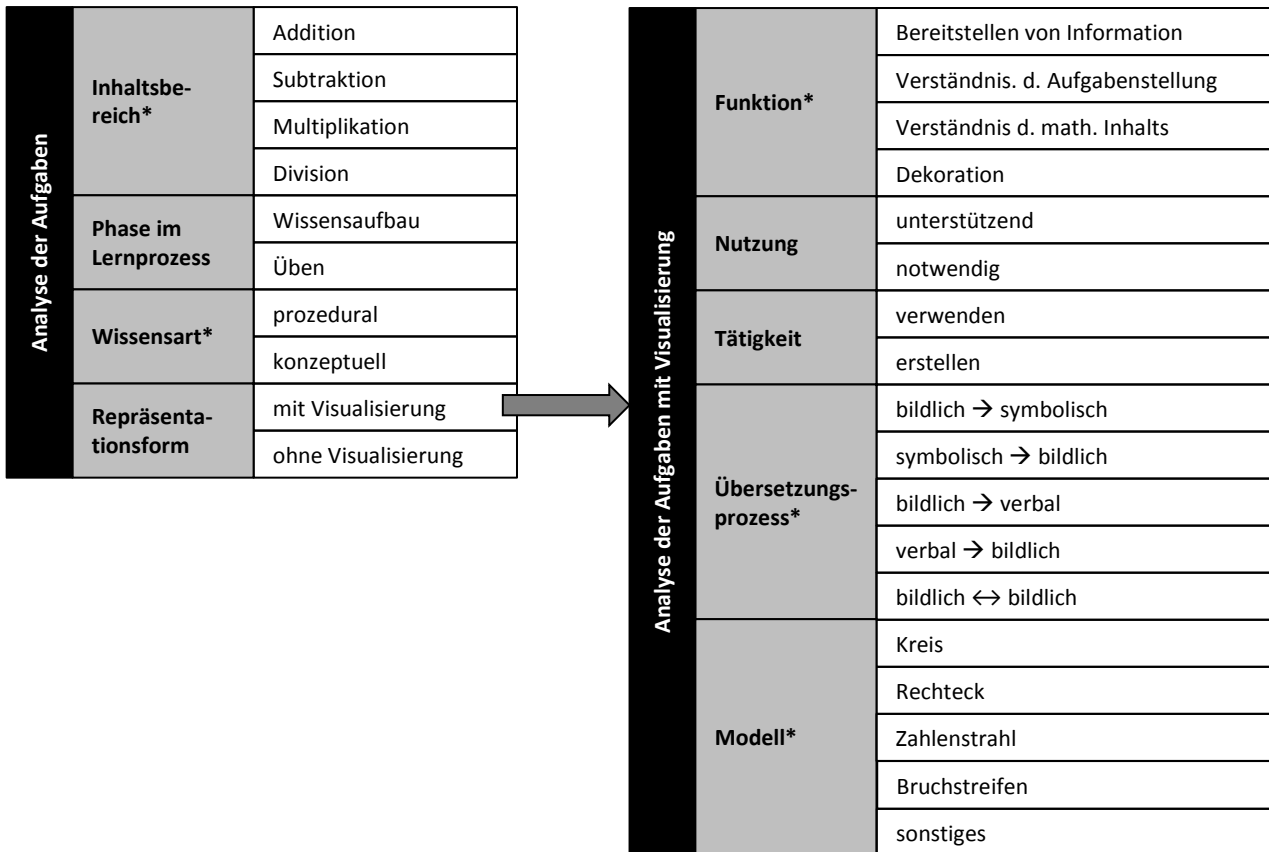 Analyse der Aufgaben
Inhaltsbe-
reich*
Addition
Subtraktion
Multiplikation
Division
Phase im
Lernprozess
Wissensaufbau
Üben
Wissensart*
prozedural
konzeptuell
Repräsenta-
tionsform
mit Visualisierung
ohne Visualisierung
Analyse der Aufgaben mit Visualisierung
Funktion*
Bereitstellen von Information
Verständnis. d. Aufgabenstellung
Verständnis d. math. Inhalts
Dekoration
Nutzung
unterstützend
notwendig
Tätigkeit
verwenden
erstellen
Übersetzungs-
prozess*
bildlich → symbolisch
symbolisch → bildlich
bildlich → verbal
verbal → bildlich
bildlich ↔ bildlich
Modell*
Kreis
Rechteck
Zahlenstrahl
Bruchstreifen
sonstiges